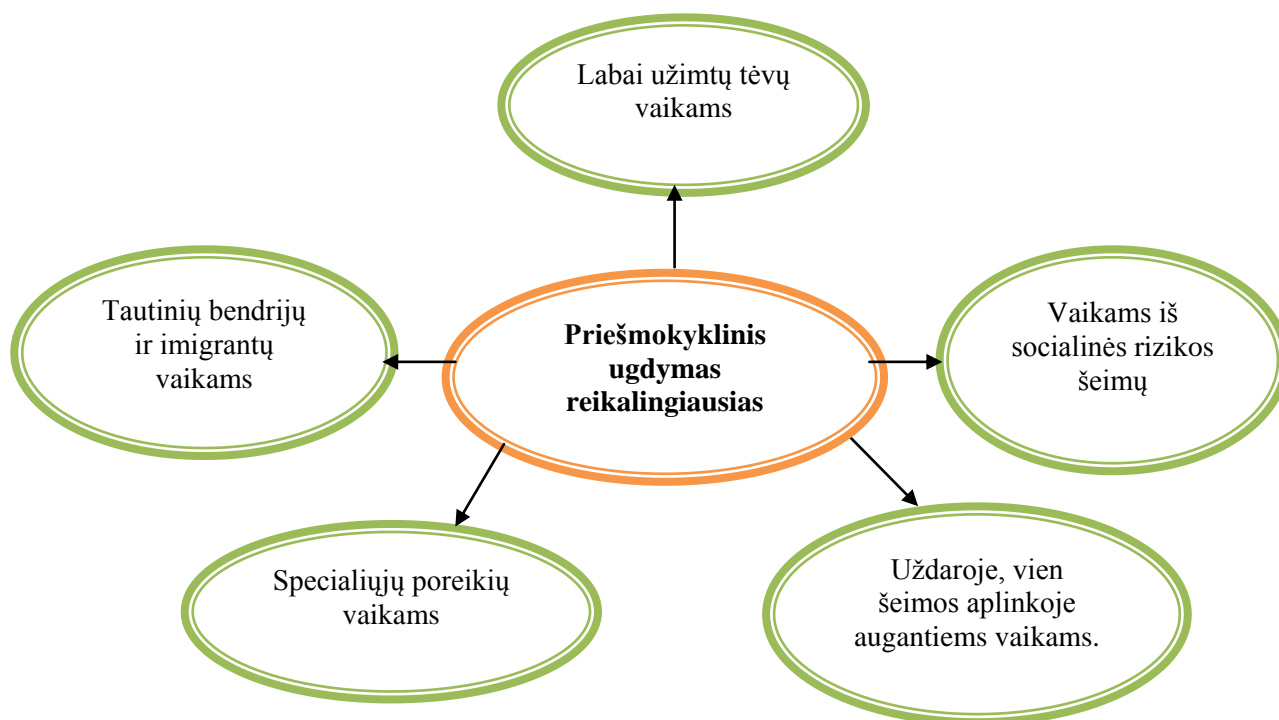 Labai užimtų tėvų
vaikams
Tautinių bendrijų
ir imigrantų
vaikams
Priešmokyklinis
ugdymas
reikalingiausias
Vaikams iš
socialinės rizikos
šeimų
Specialiųjų poreikių
vaikams
Uždaroje, vien
šeimos aplinkoje
augantiems vaikams.